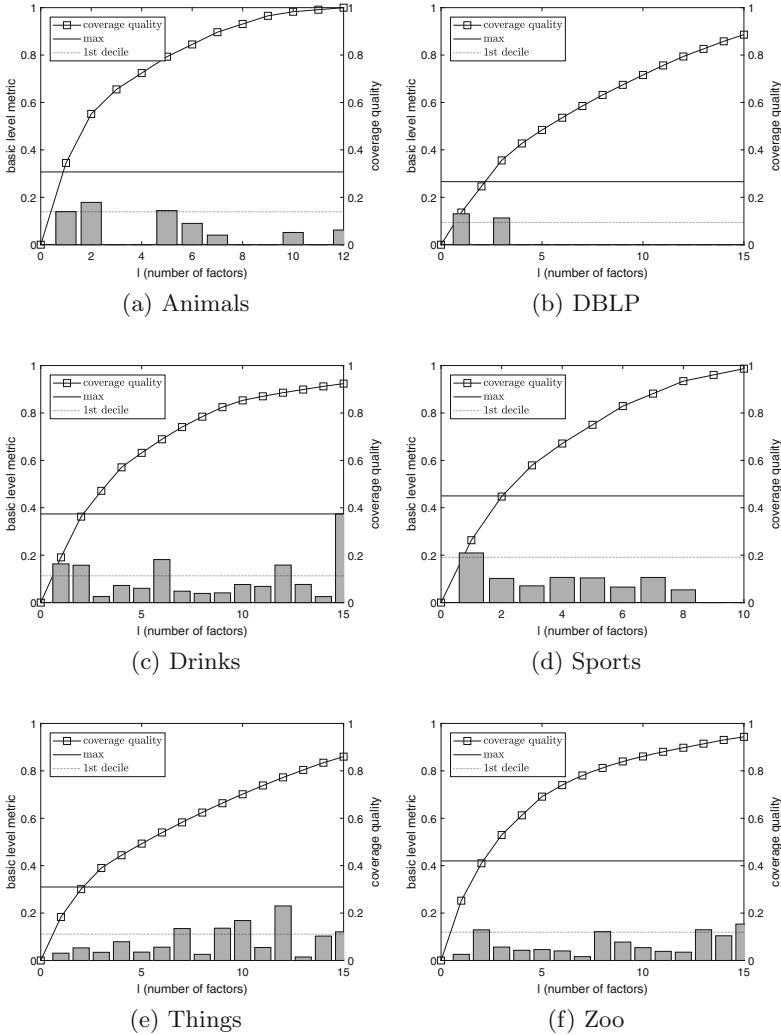 coverage quality
max
1st decile
basic level metric
coverage quality
0 0.2 0.4 0.6 0.8 1
0 0.2 0.4 0.6 0.8 1
0 2 4 6 8 10 12
l (number of factors)
(a) Animals
coverage quality
max
1st decile
basic level metric
coverage quality
0 0.2 0.4 0.6 0.8 1
0 0.2 0.4 0.6 0.8 1
0 5 10 15
l (number of factors)
(b) DBLP
coverage quality
max
1st decile
basic level metric
coverage quality
0 0.2 0.4 0.6 0.8 1
0 0.2 0.4 0.6 0.8 1
0 5 10 15
l (number of factors)
(c) Drinks
coverage quality
max
1st decile
basic level metric
coverage quality
0 0.2 0.4 0.6 0.8 1
0 0.2 0.4 0.6 0.8 1
0 2 4 6 8 10
l (number of factors)
(d) Sports
coverage quality
max
1st decile
basic level metric
coverage quality
0 0.2 0.4 0.6 0.8 1
0 0.2 0.4 0.6 0.8 1
0 5 10 15
l (number of factors)
(e) Things
coverage quality
max
1st decile
basic level metric
coverage quality
0 0.2 0.4 0.6 0.8 1
0 0.2 0.4 0.6 0.8 1
0 5 10 15
l (number of factors)
(f) Zoo